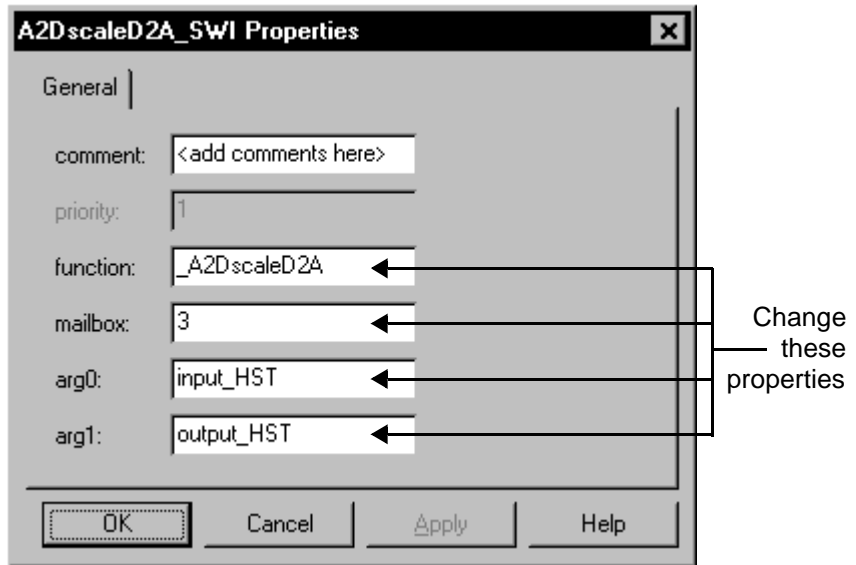 A2DscaleD2A_SWI Properties
General
comment: <add comments here>
priority: 1
function: _A2DscaleD2A
mailbox: 3
arg0: input_HST
arg1: output_HST
Change
these
properties
OK Cancel Apply Help